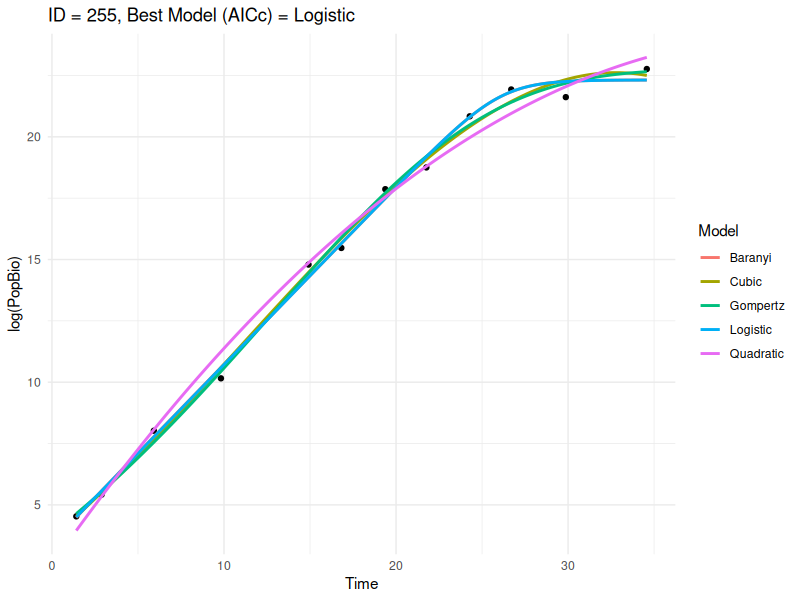 ID = 255, Best Model (AICc) = Logistic
log(PopBio)
20
15
10
5
0
10
20
30
Time
Model
Baranyi
Cubic
Gompertz
Logistic
Quadratic